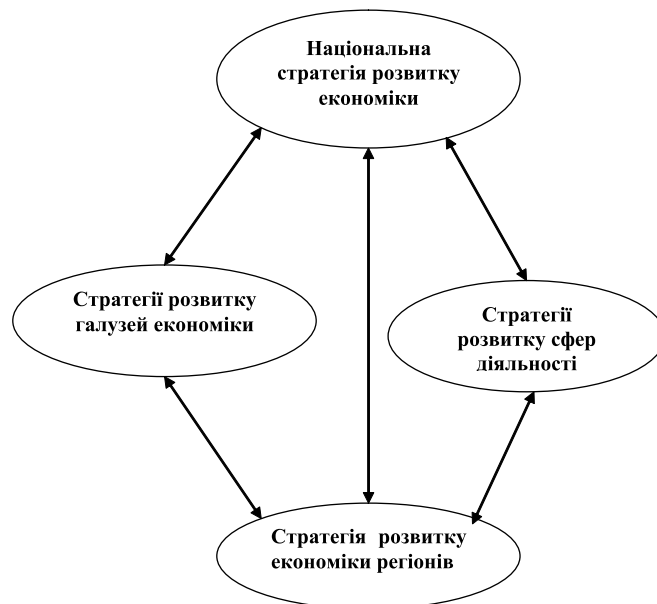 Національна
стратегія розвитку
економіки
Стратегії розвитку
галузей економіки
Стратегії
розвитку сфер
діяльності
Стратегія розвитку
економіки регіонів